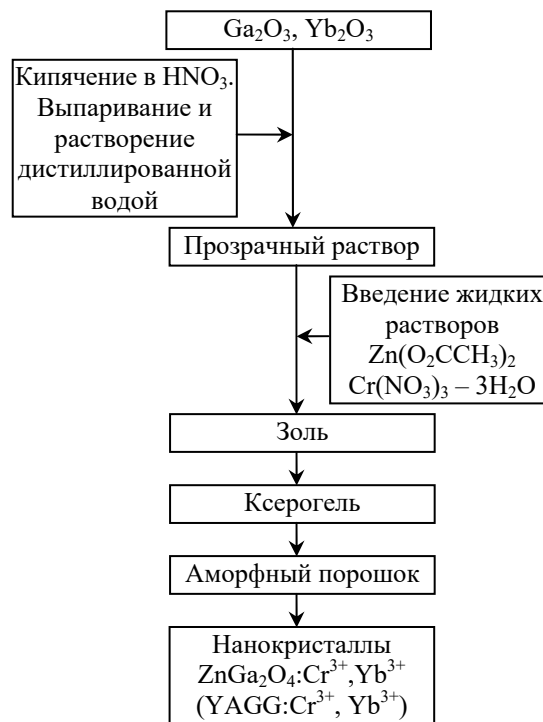 Ga₂O₃, Yb₂O₃
Кипячение в HNO₃.
Выпаривание и
растворение
дистиллированной
водой
Прозрачный раствор
Введение жидких
растворов
Zn(O₂CCH₃)₂
Cr(NO₃)₃ – 3H₂O
Золь
Ксерогель
Аморфный порошок
Нанокристаллы
ZnGa₂O₄:Cr³⁺,Yb³⁺
(YAGG:Cr³⁺, Yb³⁺)